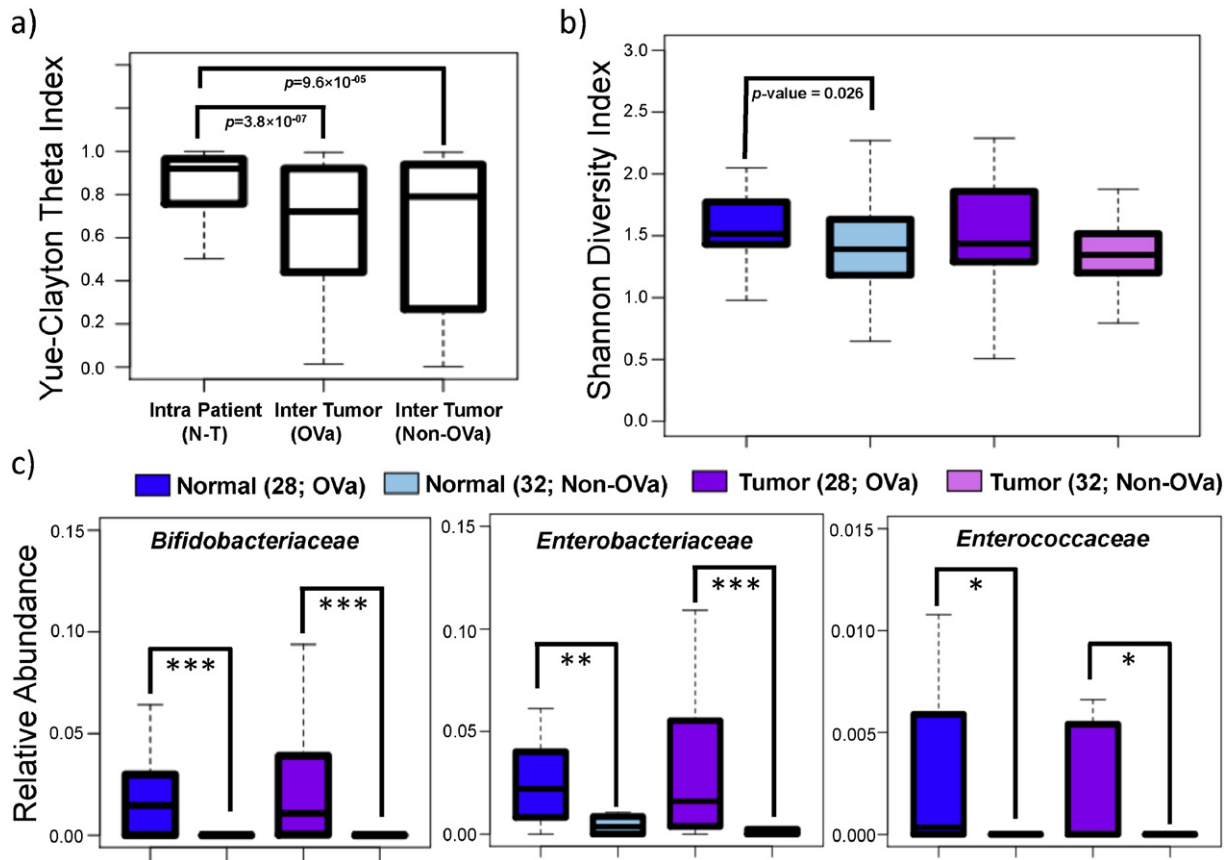 a)
Yue-Clayton Theta Index
1.0
0.8
0.6
0.4
0.2
0.0
p=9.6×10-05
p=3.8×10-07
Intra Patient
(N-T)
Inter Tumor
(OVa)
Inter Tumor
(Non-OVa)
b)
Shannon Diversity Index
3.0
2.5
2.0
1.5
1.0
0.5
0.0
p-value = 0.026
c)
Normal (28; OVa)
Normal (32; Non-OVa)
Tumor (28; OVa)
Tumor (32; Non-OVa)
Relative Abundance
0.15
0.10
0.05
0.00
Bifidobacteriaceae
***
***
0.15
0.10
0.05
0.00
Enterobacteriaceae
**
***
0.015
0.010
0.005
0.000
Enterococcaceae
*
*